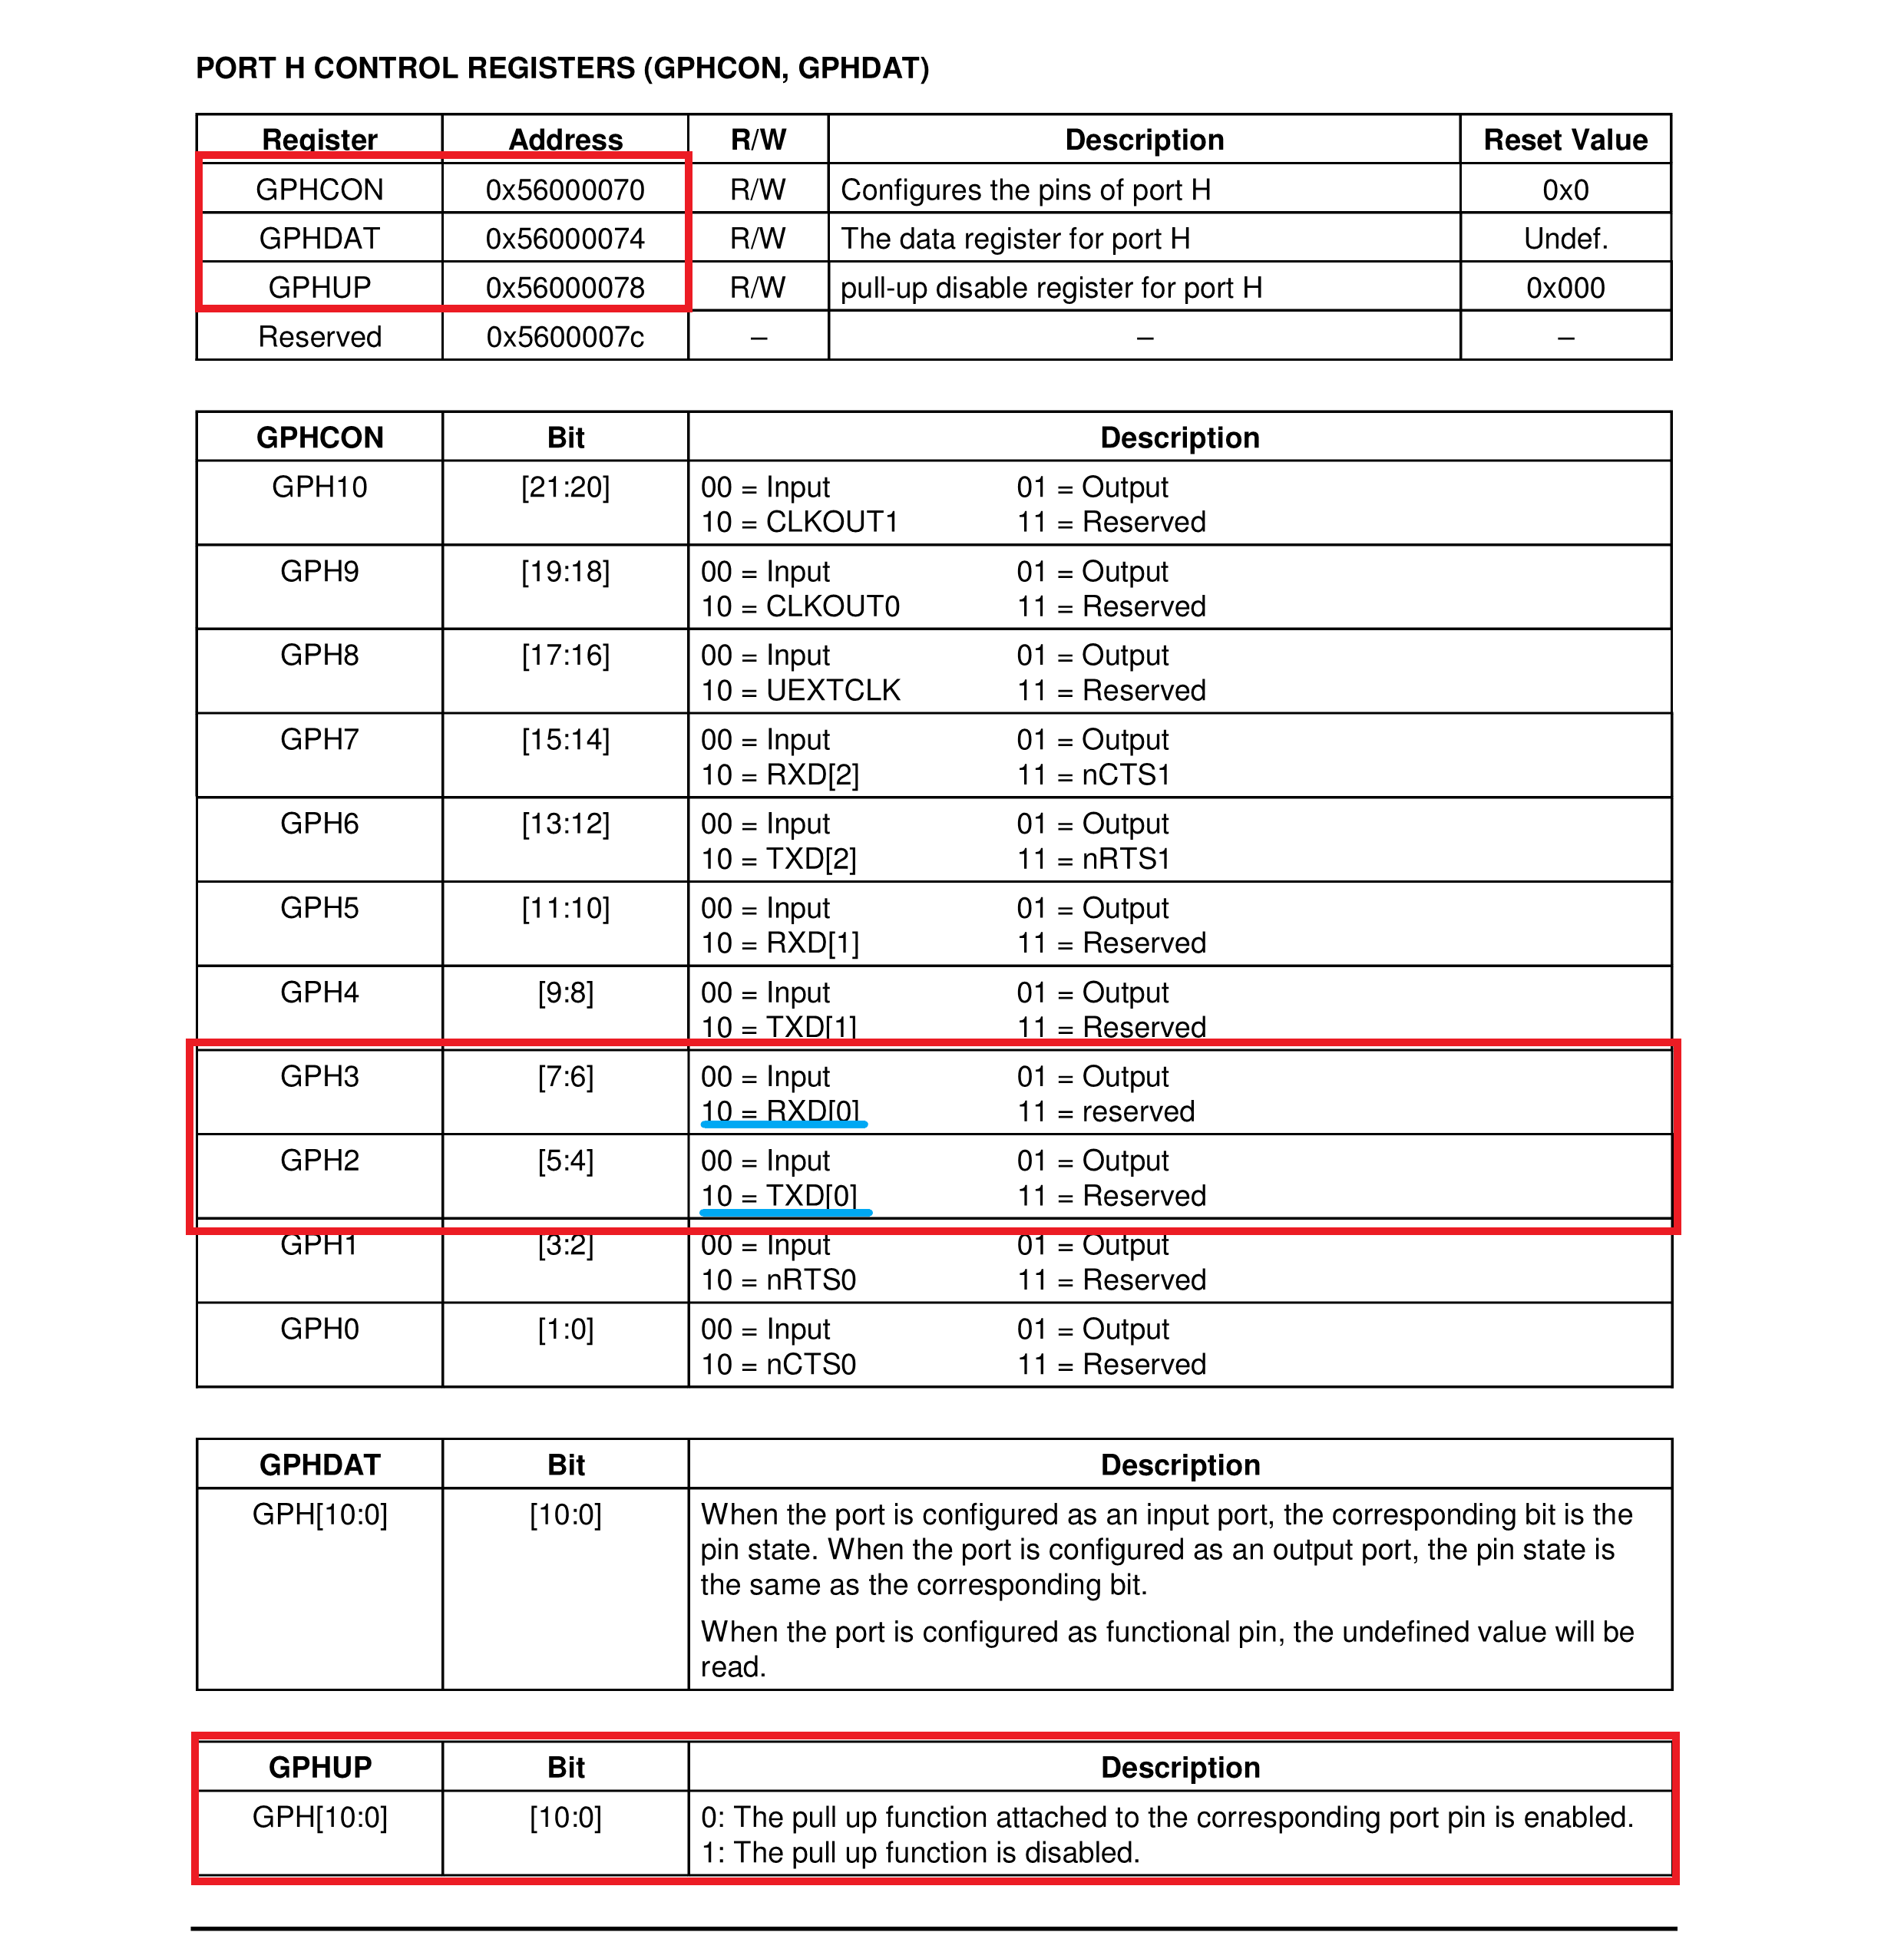 PORT H CONTROL REGISTERS (GPHCON, GPHDAT)
Register Address R/W Description Reset Value
GPHCON 0x56000070 R/W Configures the pins of port H 0x0
GPHDAT 0x56000074 R/W The data register for port H Undef.
GPHUP 0x56000078 R/W pull-up disable register for port H 0x000
Reserved 0x5600007c – – –
GPHCON Bit Description
GPH10 [21:20] 00 = Input 01 = Output
10 = CLKOUT1 11 = Reserved
GPH9 [19:18] 00 = Input 01 = Output
10 = CLKOUT0 11 = Reserved
GPH8 [17:16] 00 = Input 01 = Output
10 = UEXTCLK 11 = Reserved
GPH7 [15:14] 00 = Input 01 = Output
10 = RXD[2] 11 = nCTS1
GPH6 [13:12] 00 = Input 01 = Output
10 = TXD[2] 11 = nRTS1
GPH5 [11:10] 00 = Input 01 = Output
10 = RXD[1] 11 = Reserved
GPH4 [9:8] 00 = Input 01 = Output
10 = TXD[1] 11 = Reserved
GPH3 [7:6] 00 = Input 01 = Output
10 = RXD[0] 11 = reserved
GPH2 [5:4] 00 = Input 01 = Output
10 = TXD[0] 11 = Reserved
GPH1 [3:2] 00 = Input 01 = Output
10 = nRTS0 11 = Reserved
GPH0 [1:0] 00 = Input 01 = Output
10 = nCTS0 11 = Reserved
GPHDAT Bit Description
GPH[10:0] [10:0] When the port is configured as an input port, the corresponding bit is the
pin state. When the port is configured as an output port, the pin state is
the same as the corresponding bit.
When the port is configured as functional pin, the undefined value will be
read.
GPHUP Bit Description
GPH[10:0] [10:0] 0: The pull up function attached to the corresponding port pin is enabled.
1: The pull up function is disabled.